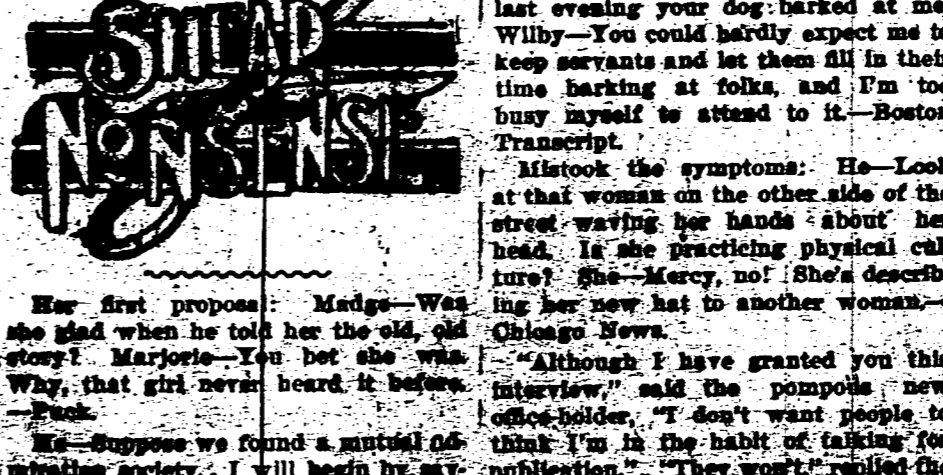 SHEAR
NONSENSE
Her first proposal: Madge—Was
she glad when he told her the old, old
story? Marjorie—You bet she was.
Why, that girl never heard it before.
—Puck.
He—Suppose we found a mutual ad-
miration society. I will begin by
last evening your dog barked at me
Wilby—You could hardly expect me to
keep servants and let them fill in their
time barking at folks, and I'm too
busy myself to attend to it.—Boston
Transcript.
Mistook the symptoms: He—Look
at that woman on the other side of the
street waving her hands about her
head. Is she practicing physical cul
ture? She—Mercy, no! She's describ
ing her new hat to another woman.—
Chicago News.
"Although I have granted you this
interview," said the pompous new
office-holder, "I don't want people to
think I'm in the habit of talking for
publication." "They won't," replied